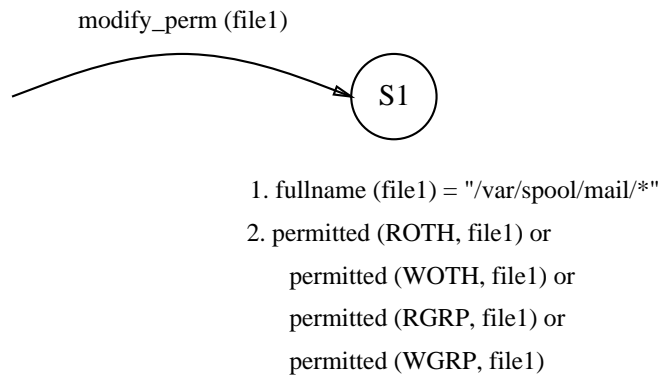 modify_perm (file1)
S1
1. fullname (file1) = "/var/spool/mail/*"
2. permitted (ROTH, file1) or
permitted (WOTH, file1) or
permitted (RGRP, file1) or
permitted (WGRP, file1)